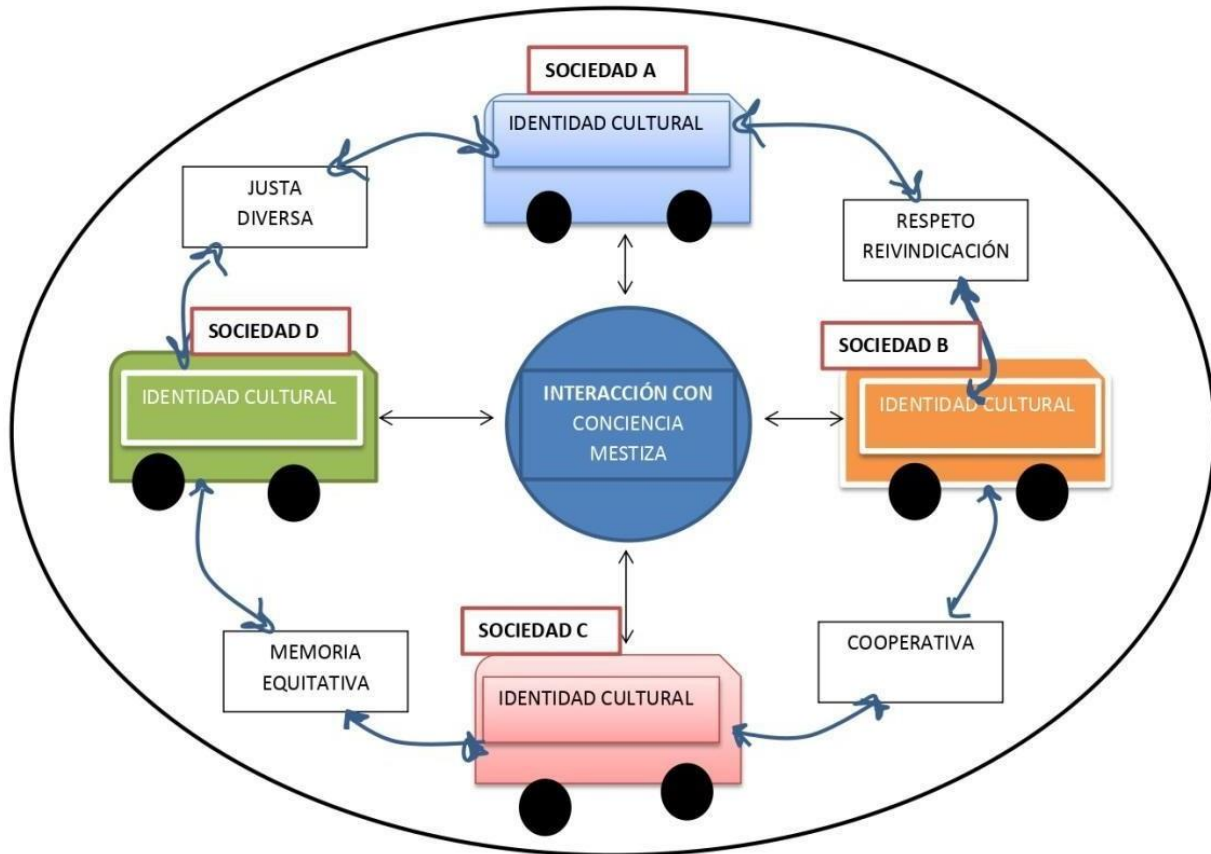 SOCIEDAD A
IDENTIDAD CULTURAL
JUSTA
DIVERSA
RESPETO
REIVINDICACIÓN
SOCIEDAD D
IDENTIDAD CULTURAL
INTERACCIÓN CON
CONCIENCIA
MESTIZA
SOCIEDAD B
IDENTIDAD CULTURAL
MEMORIA
EQUITATIVA
SOCIEDAD C
IDENTIDAD CULTURAL
COOPERATIVA